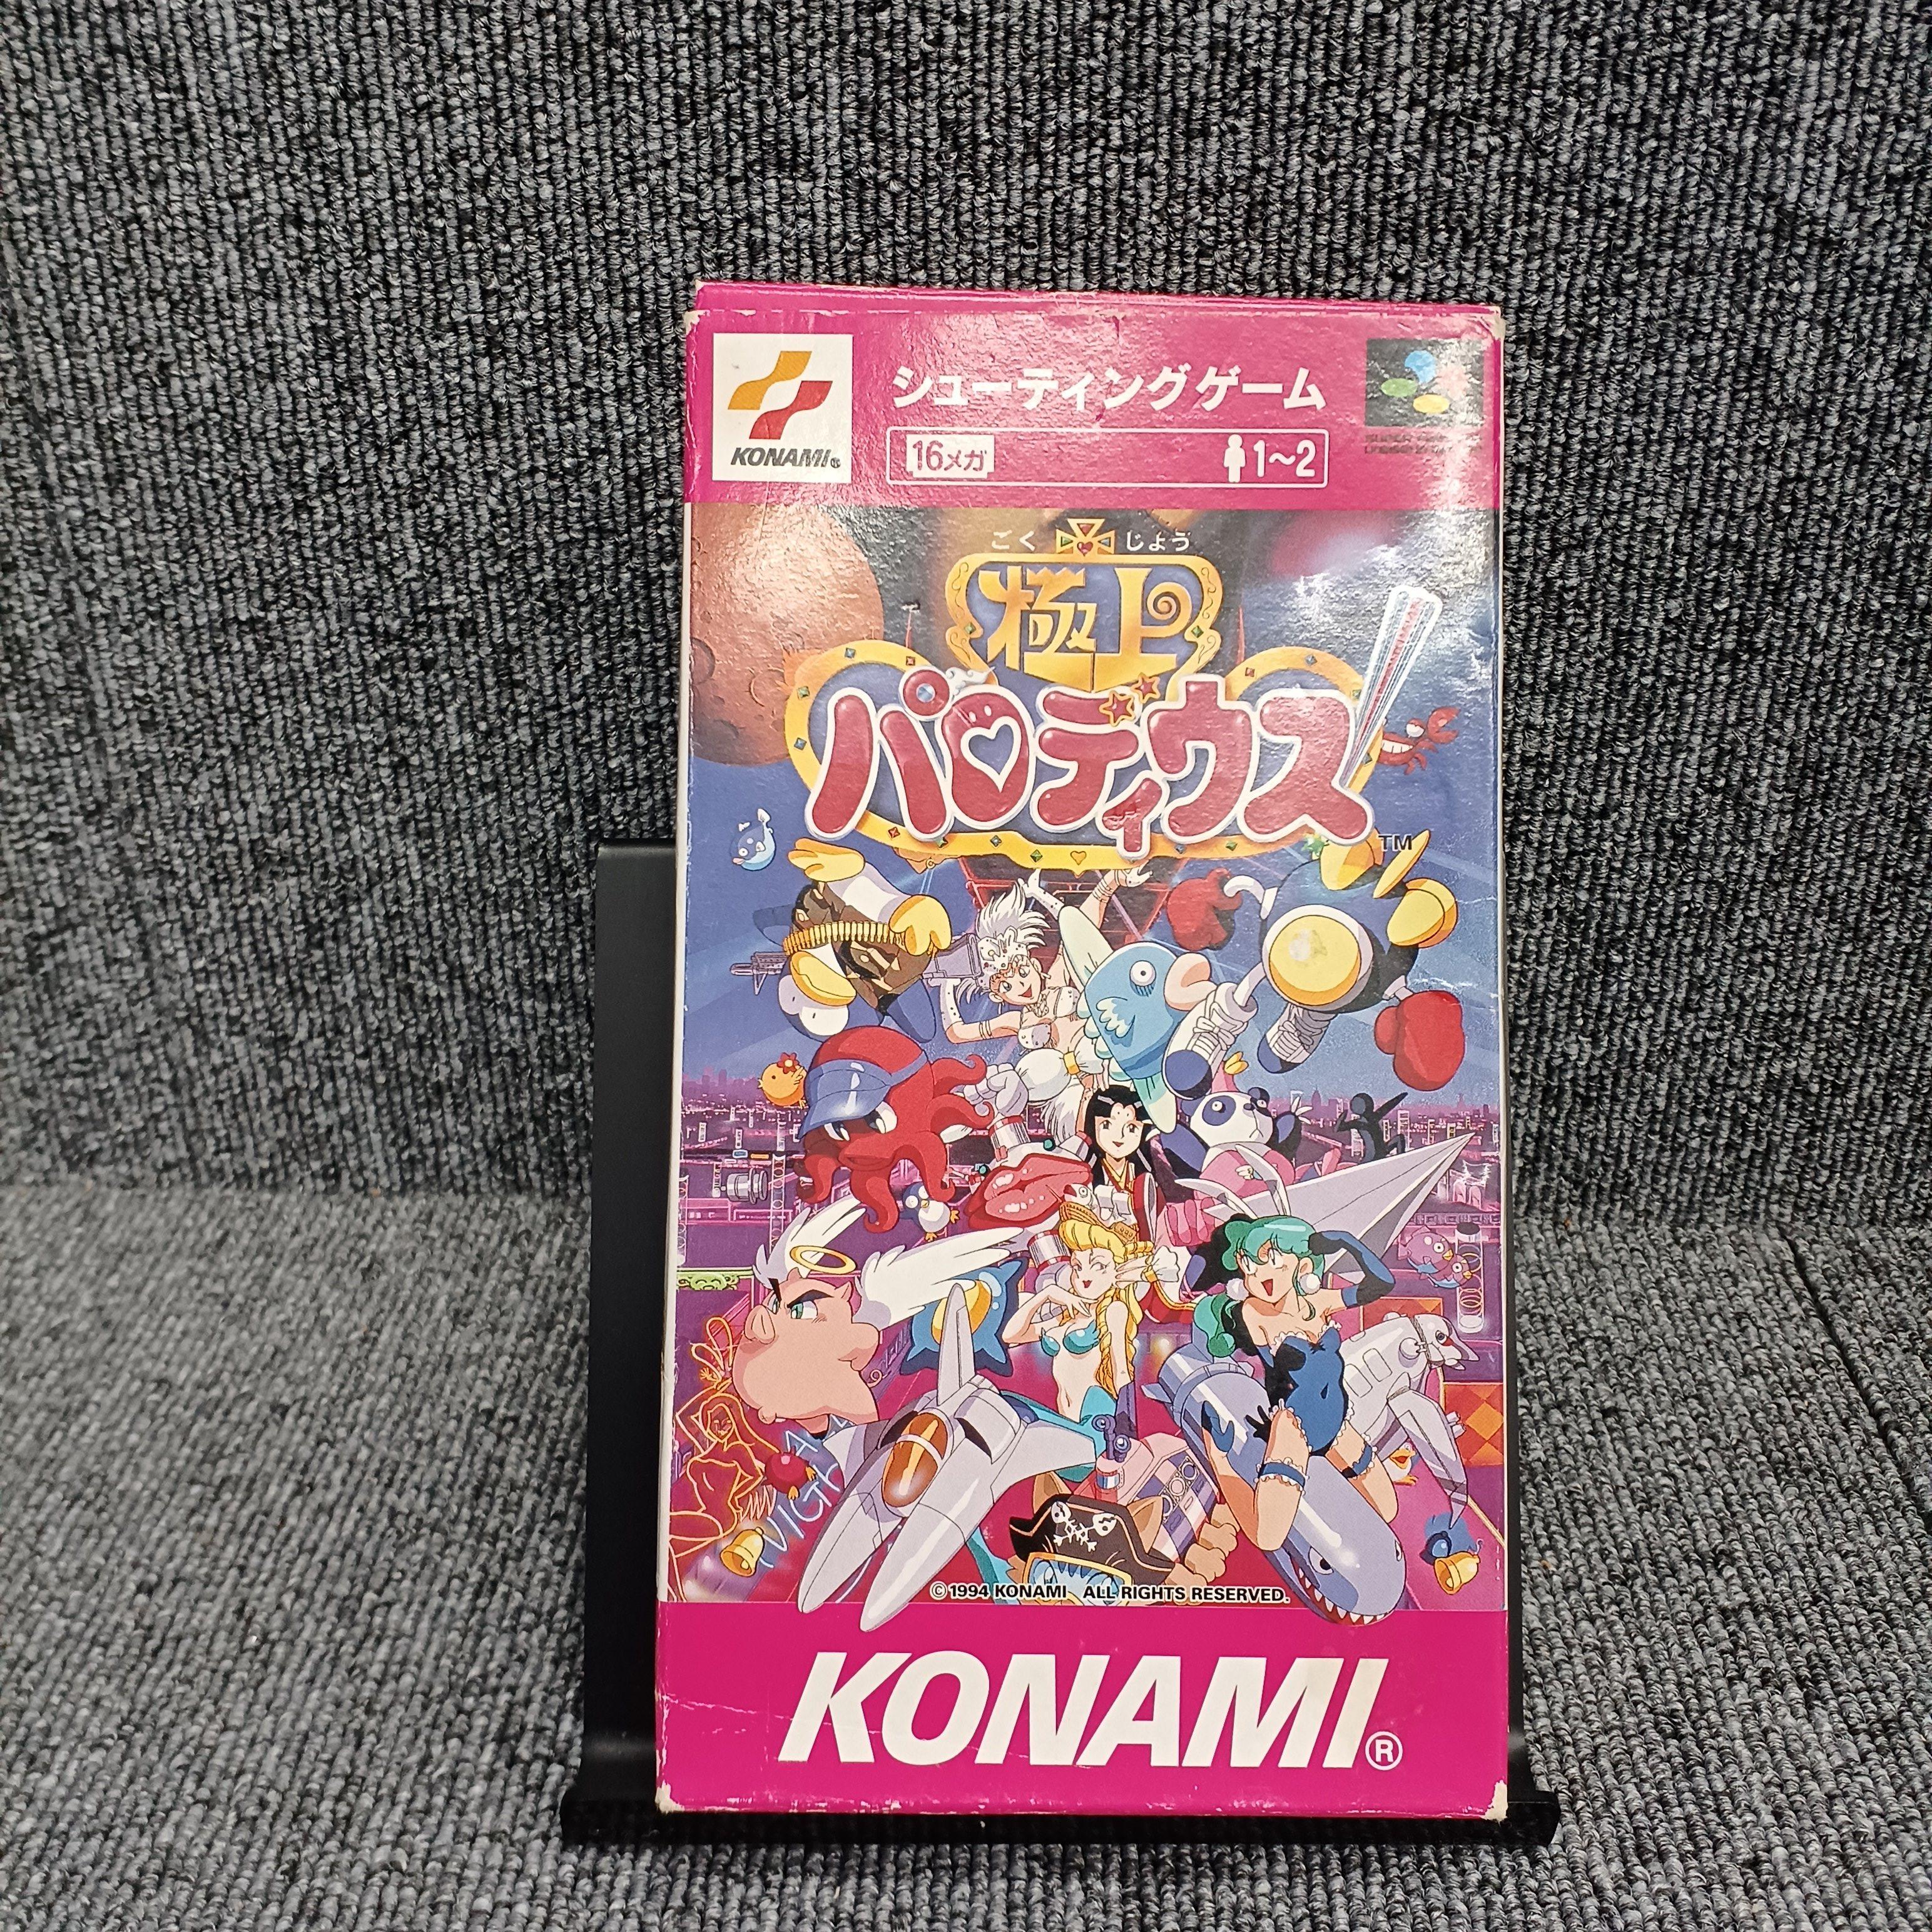 KONAMI®
シューティングゲーム
16メガ 1〜2
ごくじょう
極上
パロディウス
TM
© 1994 KONAMI ALL RIGHTS RESERVED.
KONAMI®